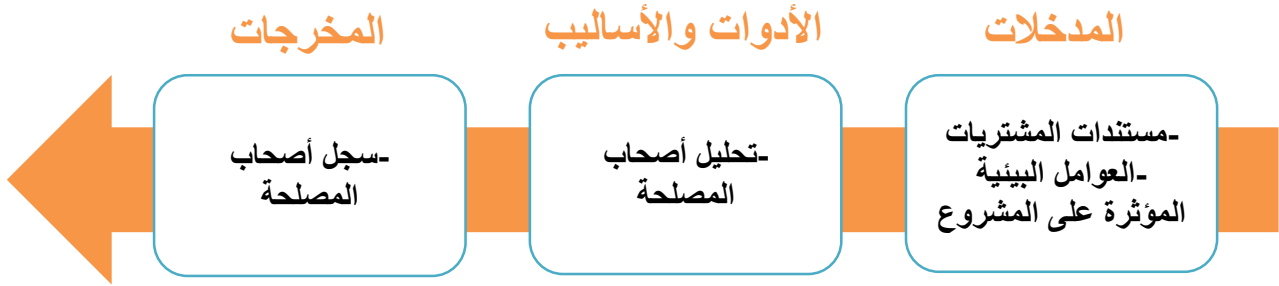 المدخلات
-مستندات المشتريات
-العوامل البيئية
المؤثرة على المشروع
الأدوات والأساليب
-تحليل أصحاب
المصلحة
المخرجات
-سجل أصحاب
المصلحة